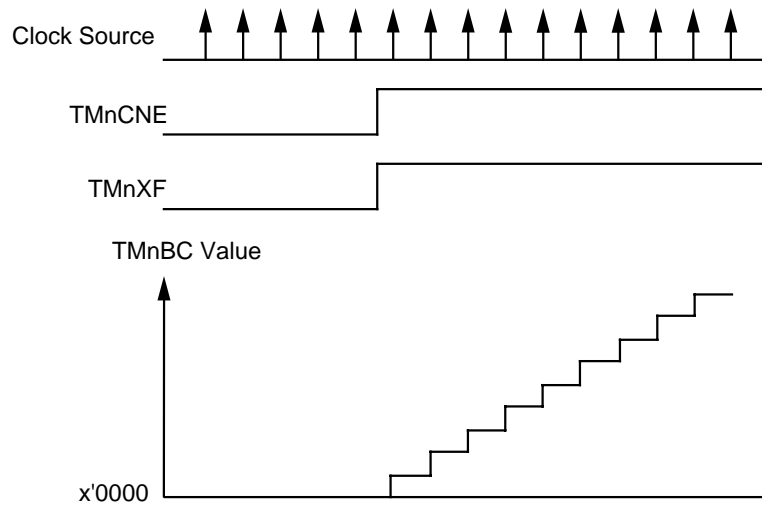 Clock Source
TMnCNE
TMnXF
TMnBC Value
x'0000